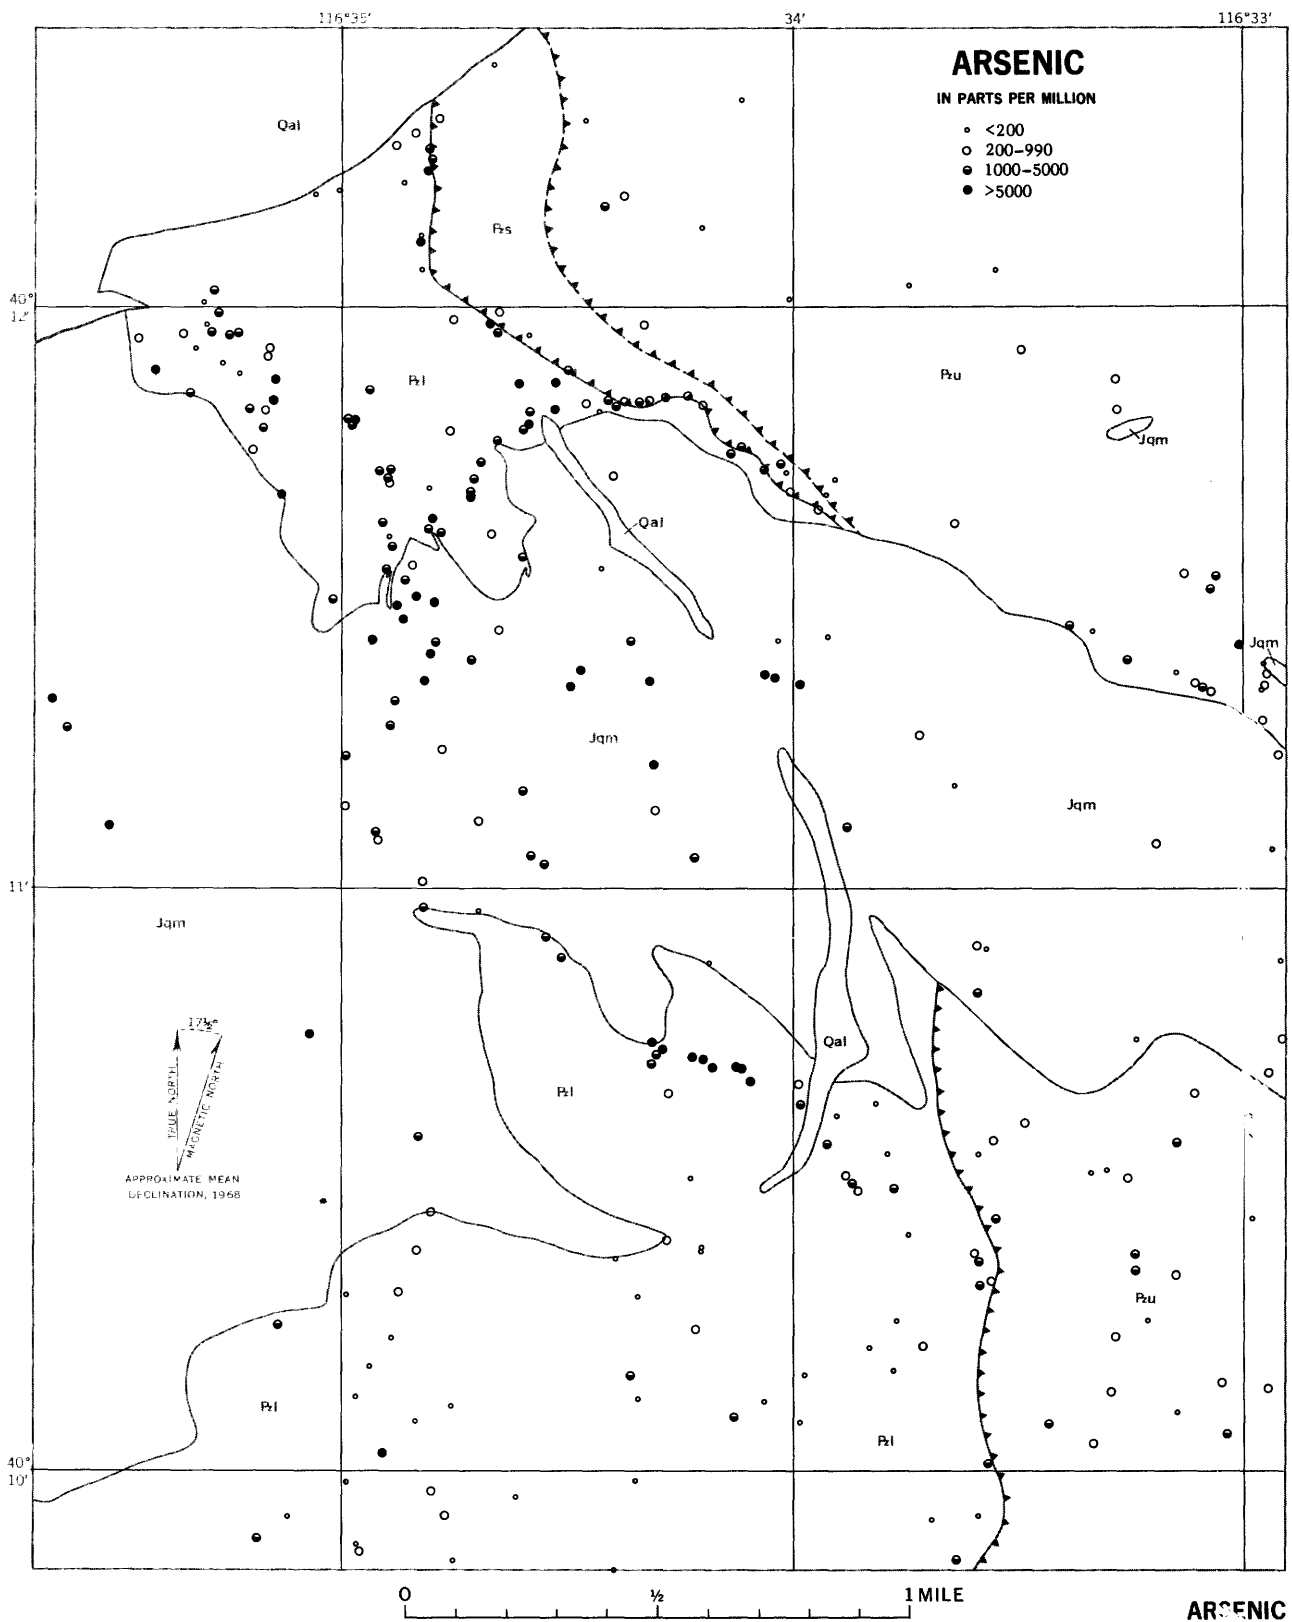 116°35′ 34′ 116°33′
ARSENIC
IN PARTS PER MILLION
<200
200–990
1000–5000
>5000
Qal
Pzs
40°
12′
Pzl
Pzu
Jqm
Qal
Jqm
Jqm
Jqm
11′
Jqm
17½°
TRUE NORTH
MAGNETIC NORTH
APPROXIMATE MEAN
DECLINATION, 1968
Qal
Pzl
Pzu
Pzl
Pzl
40°
10′
0 ½ 1 MILE
ARSENIC